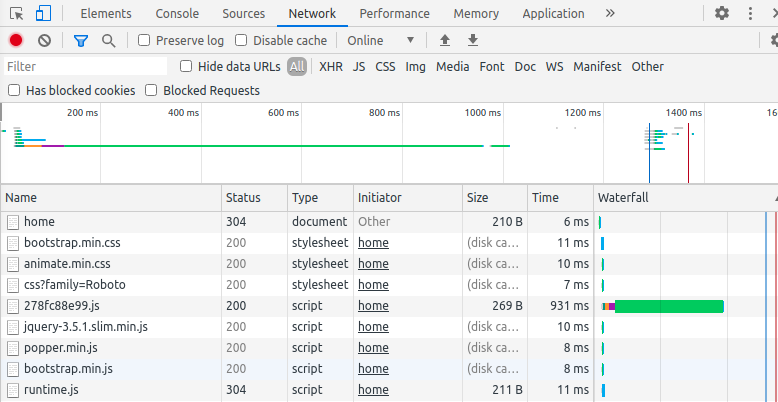 Elements Console Sources Network Performance Memory Application »
Preserve log Disable cache Online
Filter Hide data URLs All XHR JS CSS Img Media Font Doc WS Manifest Other
Has blocked cookies Blocked Requests
200 ms 400 ms 600 ms 800 ms 1000 ms 1200 ms 1400 ms 16
Name Status Type Initiator Size Time Waterfall
home 304 document Other 210 B 6 ms
bootstrap.min.css 200 stylesheet home (disk ca… 11 ms
animate.min.css 200 stylesheet home (disk ca… 10 ms
css?family=Roboto 200 stylesheet home (disk ca… 7 ms
278fc88e99.js 200 script home 269 B 931 ms
jquery-3.5.1.slim.min.js 200 script home (disk ca… 10 ms
popper.min.js 200 script home (disk ca… 8 ms
bootstrap.min.js 200 script home (disk ca… 8 ms
runtime.js 304 script home 211 B 11 ms